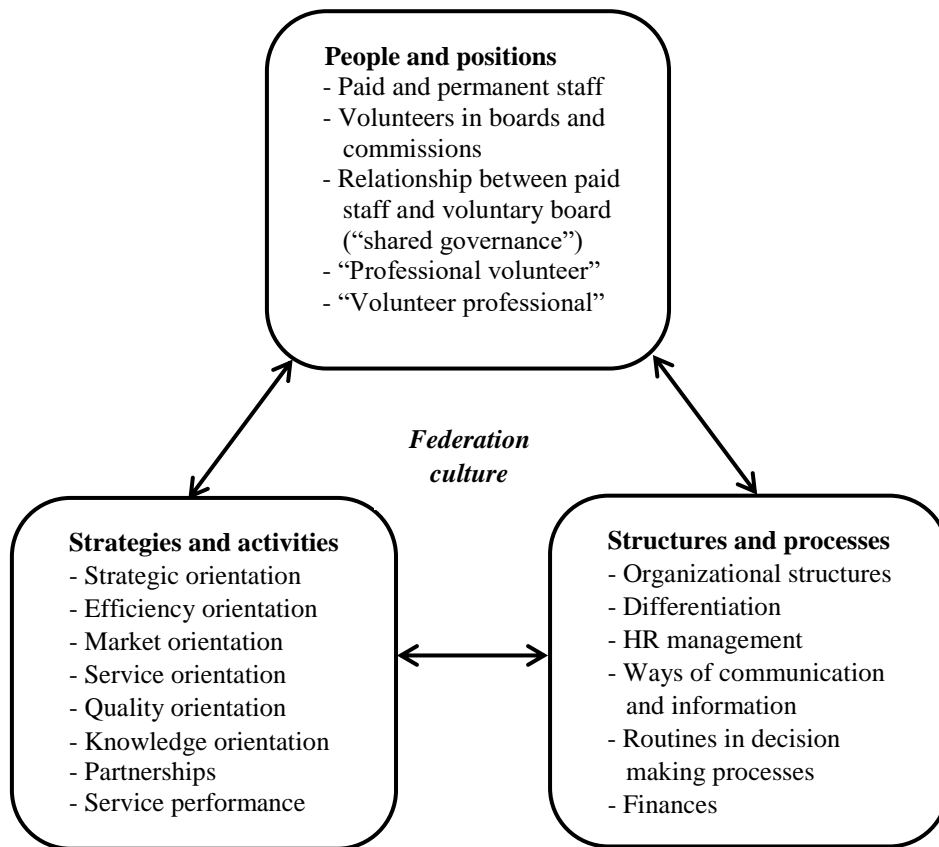 People and positions
- Paid and permanent staff
- Volunteers in boards and
commissions
- Relationship between paid
staff and voluntary board
(“shared governance”)
- “Professional volunteer”
- “Volunteer professional”
Federation
culture
Strategies and activities
- Strategic orientation
- Efficiency orientation
- Market orientation
- Service orientation
- Quality orientation
- Knowledge orientation
- Partnerships
- Service performance
Structures and processes
- Organizational structures
- Differentiation
- HR management
- Ways of communication
and information
- Routines in decision
making processes
- Finances